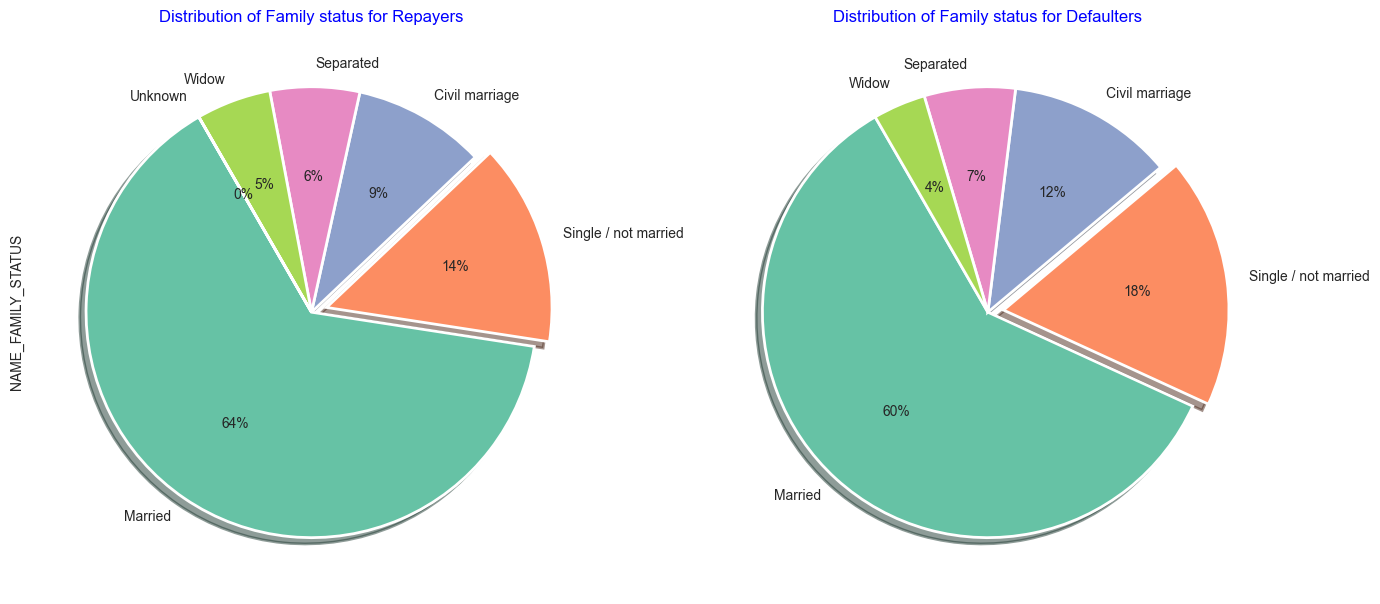 Distribution of Family status for Repayers
Separated
Widow
Unknown
Civil marriage
0%
5%
6%
9%
Single / not married
14%
64%
Married
NAME_FAMILY_STATUS
Distribution of Family status for Defaulters
Separated
Widow
Civil marriage
4%
7%
12%
Single / not married
18%
60%
Married